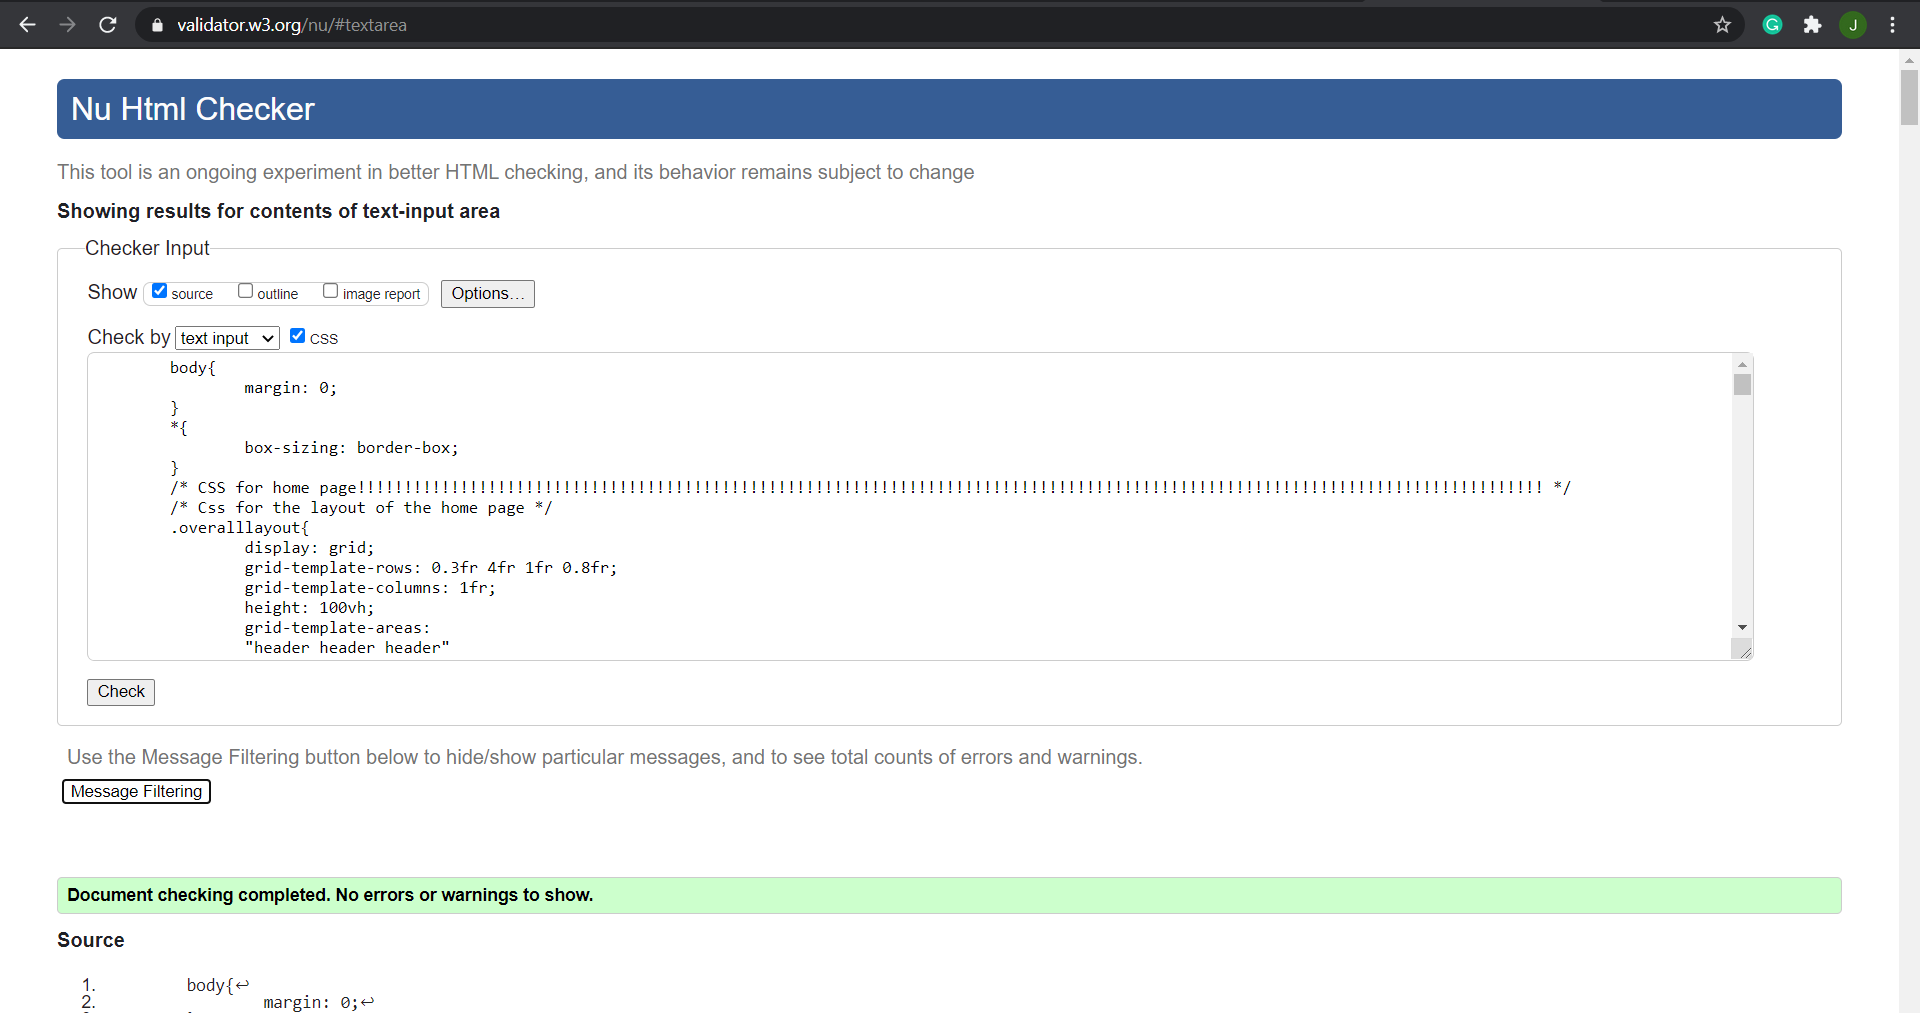 validator.w3.org/nu/#textarea
J
Nu Html Checker
This tool is an ongoing experiment in better HTML checking, and its behavior remains subject to change
Showing results for contents of text-input area
Checker Input
Show source outline image report Options...
Check by text input CSS
body{
margin: 0;
}
*{
box-sizing: border-box;
}
/* CSS for home page!!!!!!!!!!!!!!!!!!!!!!!!!!!!!!!!!!!!!!!!!!!!!!!!!!!!!!!!!!!!!!!!!!!!!!!!!!!!!!!!!!!!!!!!!!!!!!!!!!!!!!!!!!!!!!!!!!!!!!!!!!!!!!! */
/* Css for the layout of the home page */
.overalllayout{
display: grid;
grid-template-rows: 0.3fr 4fr 1fr 0.8fr;
grid-template-columns: 1fr;
height: 100vh;
grid-template-areas:
"header header header"
Check
Use the Message Filtering button below to hide/show particular messages, and to see total counts of errors and warnings.
Message Filtering
Document checking completed. No errors or warnings to show.
Source
1. body{↩
2. margin: 0;↩